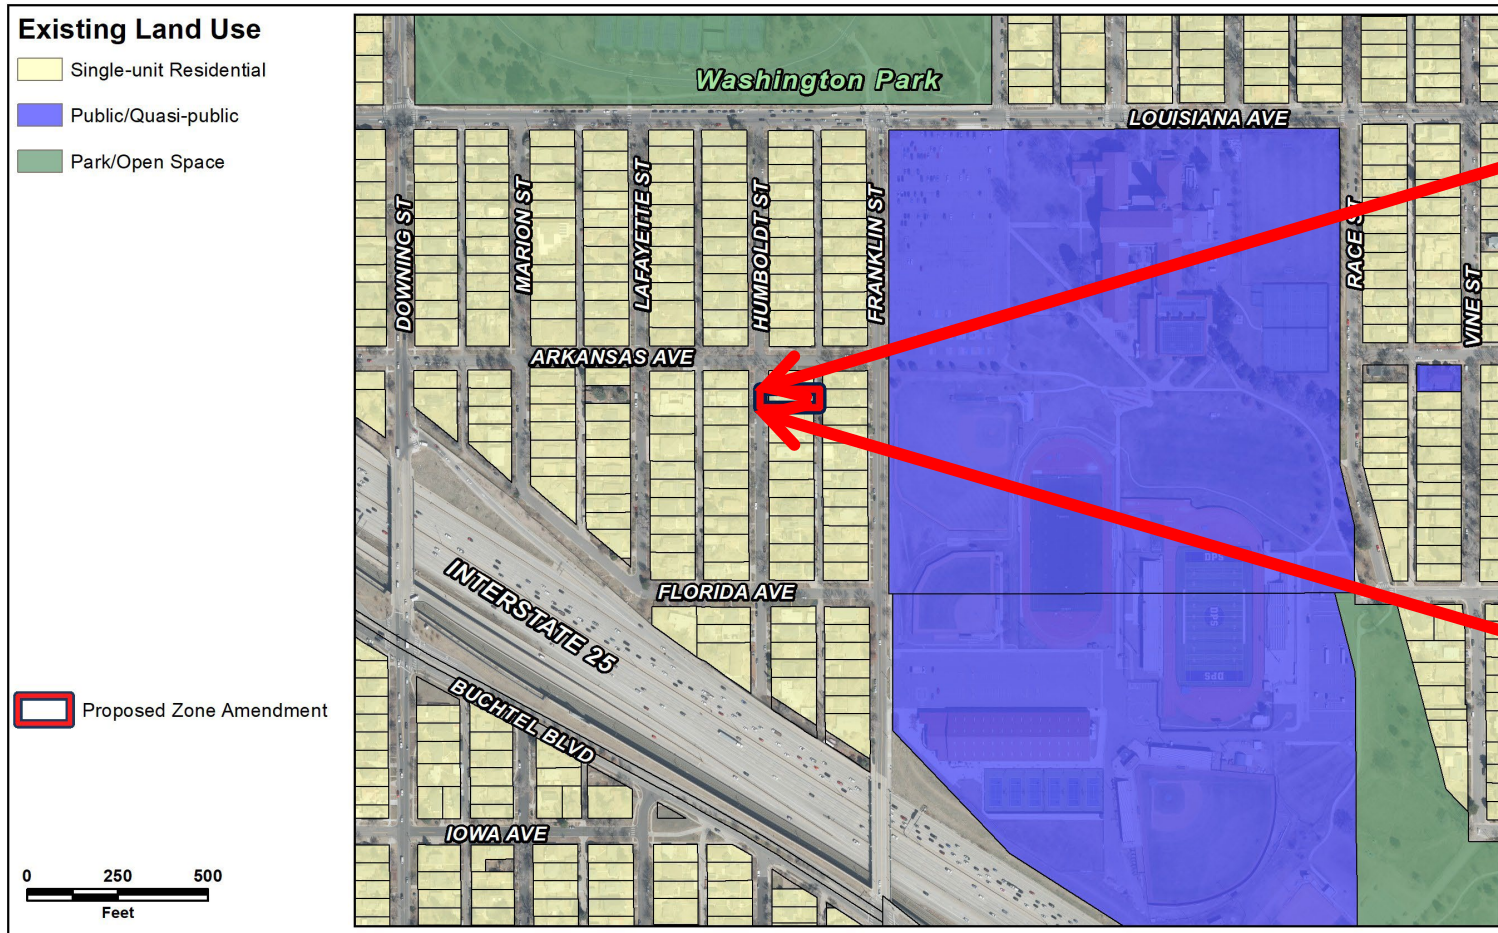 Existing Land Use
Single-unit Residential
Public/Quasi-public
Park/Open Space
Proposed Zone Amendment
0 250 500
Feet
Washington Park
LOUISIANA AVE
DOWNING ST
MARION ST
LAFAYETTE ST
HUMBOLDT ST
FRANKLIN ST
RACE ST
VINE ST
ARKANSAS AVE
FLORIDA AVE
INTERSTATE 25
BUCHTEL BLVD
IOWA AVE
DPS
DPS